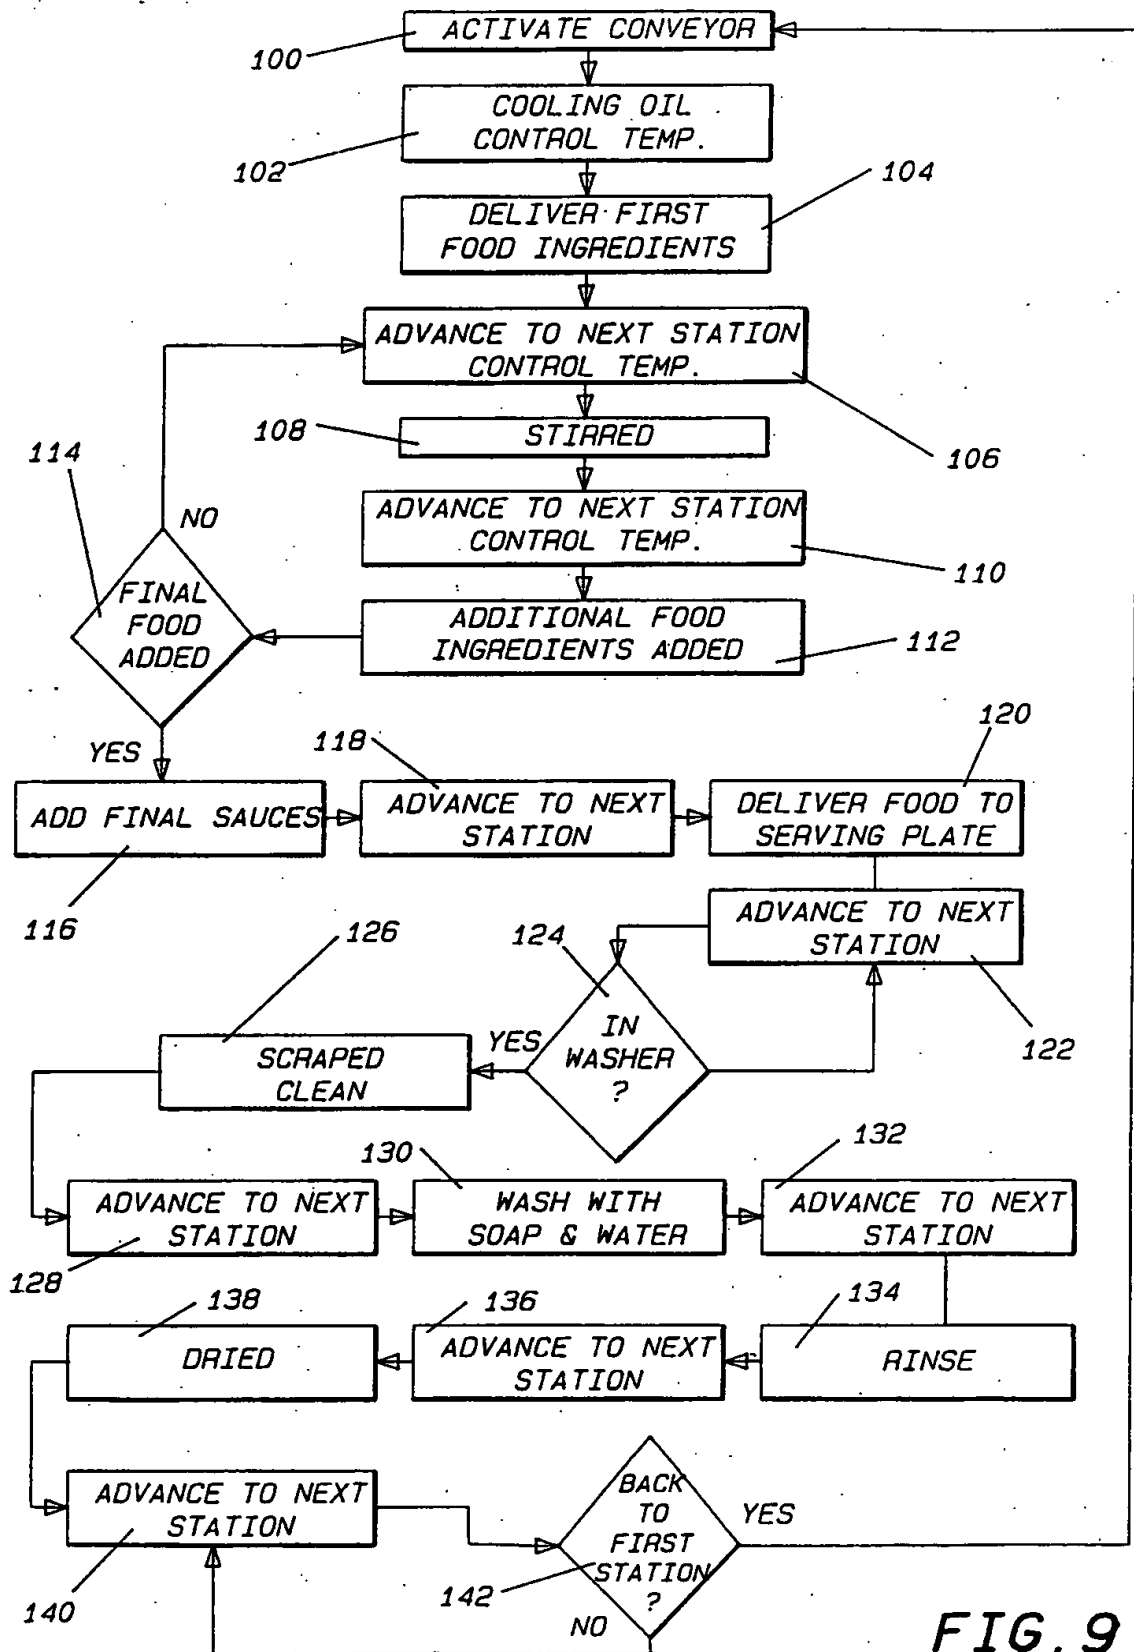 ACTIVATE CONVEYOR
100
COOLING OIL
CONTROL TEMP.
102
104
DELIVER FIRST
FOOD INGREDIENTS
ADVANCE TO NEXT STATION
CONTROL TEMP.
108
STIRRED
106
114
NO
ADVANCE TO NEXT STATION
CONTROL TEMP.
110
FINAL
FOOD
ADDED
ADDITIONAL FOOD
INGREDIENTS ADDED
112
YES
118
120
ADD FINAL SAUCES
ADVANCE TO NEXT
STATION
DELIVER FOOD TO
SERVING PLATE
116
126
124
ADVANCE TO NEXT
STATION
122
SCRAPED
CLEAN
YES
IN
WASHER
?
130
132
ADVANCE TO NEXT
STATION
WASH WITH
SOAP & WATER
ADVANCE TO NEXT
STATION
128
138
136
134
DRIED
ADVANCE TO NEXT
STATION
RINSE
ADVANCE TO NEXT
STATION
BACK
TO
FIRST
STATION
?
YES
140
142
NO
FIG.9